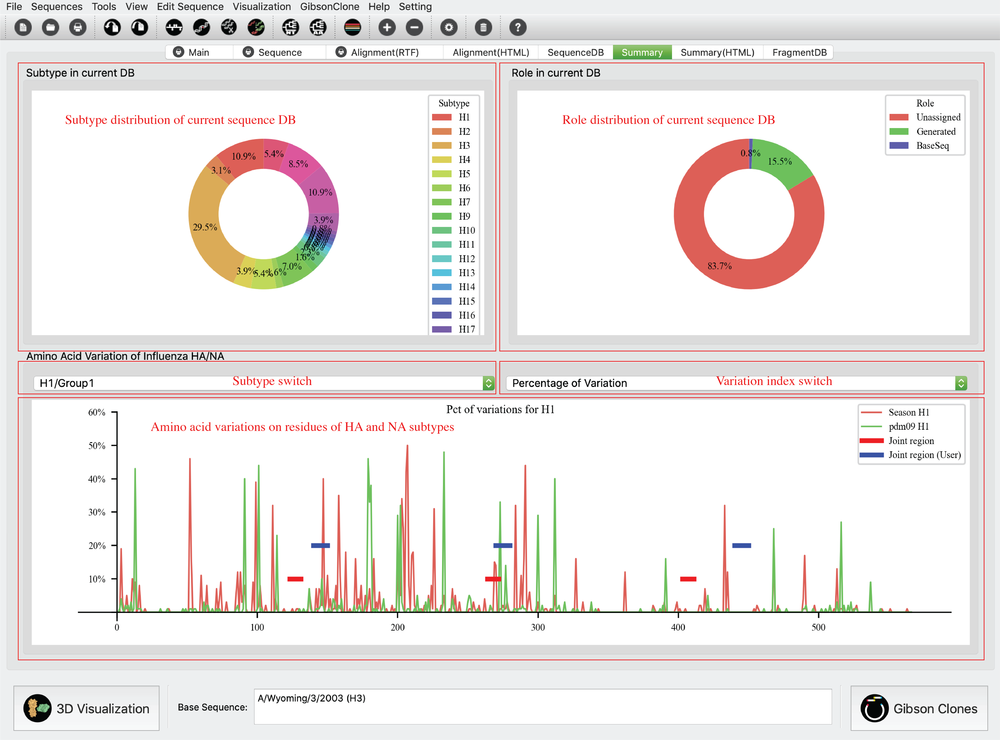 File Sequences Tools View Edit Sequence Visualization GibsonClone Help Setting
NT AA ?
Main Sequence Alignment(RTF) Alignment(HTML) SequenceDB Summary Summary(HTML) FragmentDB
Subtype in current DB
Subtype distribution of current sequence DB
Subtype
H1
H2
H3
H4
H5
H6
H7
H9
H10
H11
H12
H13
H14
H15
H16
H17
10.9%
5.4%
8.5%
3.1%
10.9%
3.9%
29.5%
2.3%
1.6%
7.0%
3.9%
5.4%
1.6%
Role in current DB
Role distribution of current sequence DB
Role
Unassigned
Generated
BaseSeq
0.8%
15.5%
83.7%
Amino Acid Variation of Influenza HA/NA
H1/Group1 Subtype switch
Percentage of Variation Variation index switch
Pct of variations for H1
Amino acid variations on residues of HA and NA subtypes
Season H1
pdm09 H1
Joint region
Joint region (User)
60%
50%
40%
30%
20%
10%
0 100 200 300 400 500
3D Visualization
Base Sequence:
A/Wyoming/3/2003 (H3)
Gibson Clones